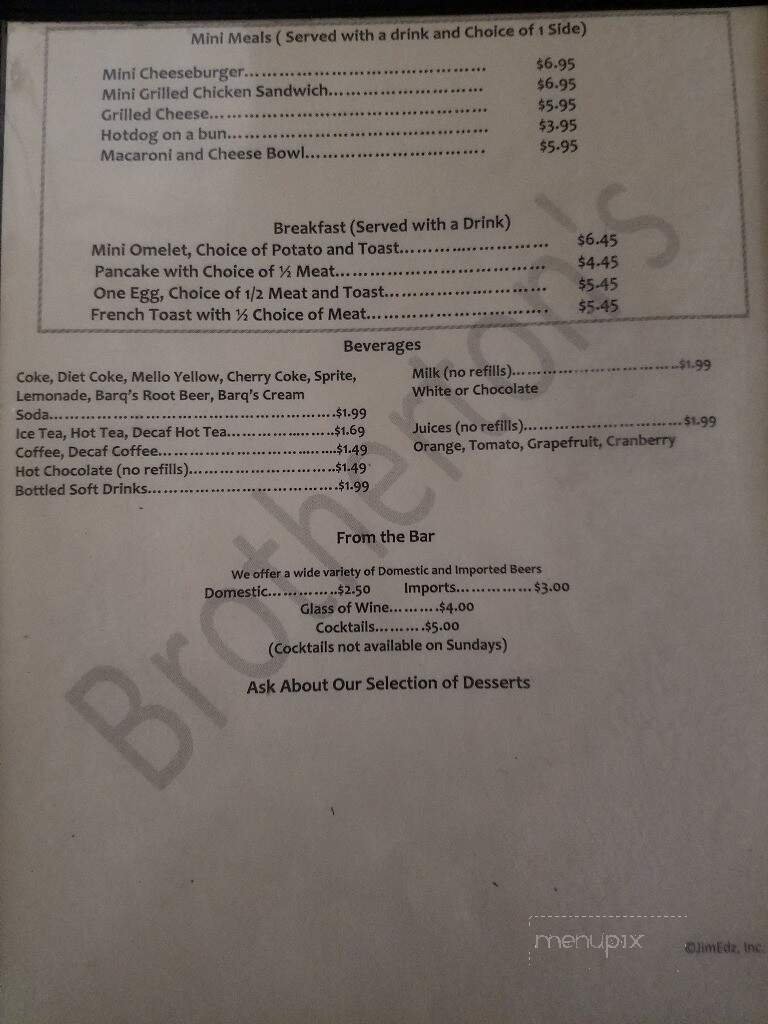 Mini Meals ( Served with a drink and Choice of 1 Side)
Mini Cheeseburger........................................ $6.95
Mini Grilled Chicken Sandwich......................... $6.95
Grilled Cheese............................................. $5.95
Hotdog on a bun.......................................... $3.95
Macaroni and Cheese Bowl............................. $5.95
Breakfast (Served with a Drink)
Mini Omelet, Choice of Potato and Toast......................... $6.45
Pancake with Choice of ½ Meat................................... $4.45
One Egg, Choice of 1/2 Meat and Toast........................... $5.45
French Toast with ½ Choice of Meat.............................. $5.45
Beverages
Coke, Diet Coke, Mello Yellow, Cherry Coke, Sprite,
Lemonade, Barq's Root Beer, Barq's Cream
Soda................................................$1.99
Ice Tea, Hot Tea, Decaf Hot Tea...................$1.69
Coffee, Decaf Coffee..............................$1.49
Hot Chocolate (no refills).........................$1.49
Bottled Soft Drinks................................$1.99
Milk (no refills)..............................$1.99
White or Chocolate
Juices (no refills)............................$1.99
Orange, Tomato, Grapefruit, Cranberry
From the Bar
We offer a wide variety of Domestic and Imported Beers
Domestic..............$2.50 Imports...............$3.00
Glass of Wine..........$4.00
Cocktails..........$5.00
(Cocktails not available on Sundays)
Ask About Our Selection of Desserts
Brotherton's
menupix
©JimEdz, Inc.